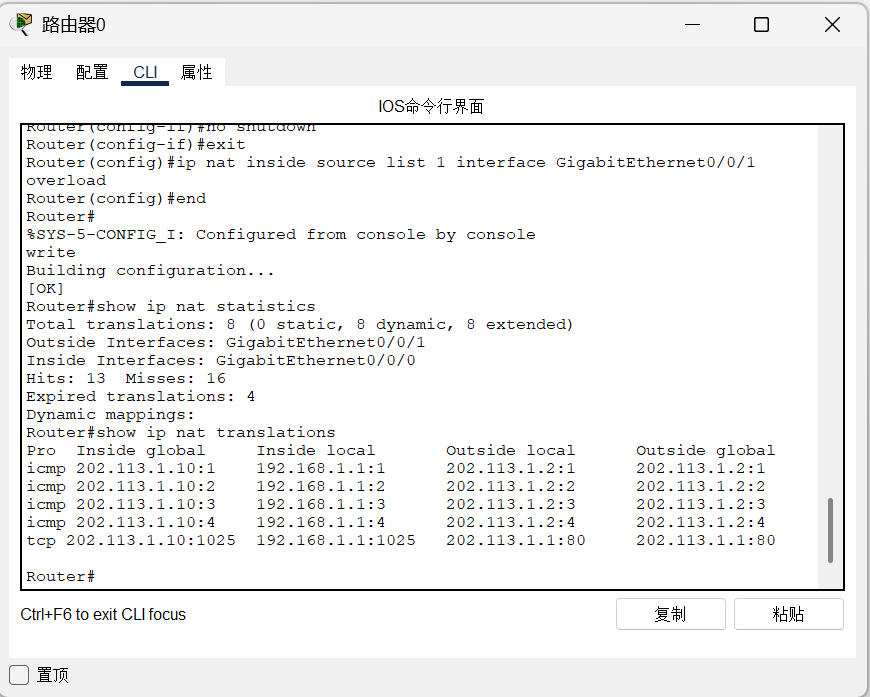 路由器0
物理 配置 CLI 属性
IOS命令行界面
Router(config-if)#no shutdown
Router(config-if)#exit
Router(config)#ip nat inside source list 1 interface GigabitEthernet0/0/1
overload
Router(config)#end
Router#
%SYS-5-CONFIG_I: Configured from console by console
write
Building configuration...
[OK]
Router#show ip nat statistics
Total translations: 8 (0 static, 8 dynamic, 8 extended)
Outside Interfaces: GigabitEthernet0/0/1
Inside Interfaces: GigabitEthernet0/0/0
Hits: 13  Misses: 16
Expired translations: 4
Dynamic mappings:
Router#show ip nat translations
Pro  Inside global     Inside local       Outside local      Outside global
icmp 202.113.1.10:1    192.168.1.1:1      202.113.1.2:1      202.113.1.2:1
icmp 202.113.1.10:2    192.168.1.1:2      202.113.1.2:2      202.113.1.2:2
icmp 202.113.1.10:3    192.168.1.1:3      202.113.1.2:3      202.113.1.2:3
icmp 202.113.1.10:4    192.168.1.1:4      202.113.1.2:4      202.113.1.2:4
tcp 202.113.1.10:1025  192.168.1.1:1025   202.113.1.1:80     202.113.1.1:80
Router#
Ctrl+F6 to exit CLI focus
复制 粘贴
置顶